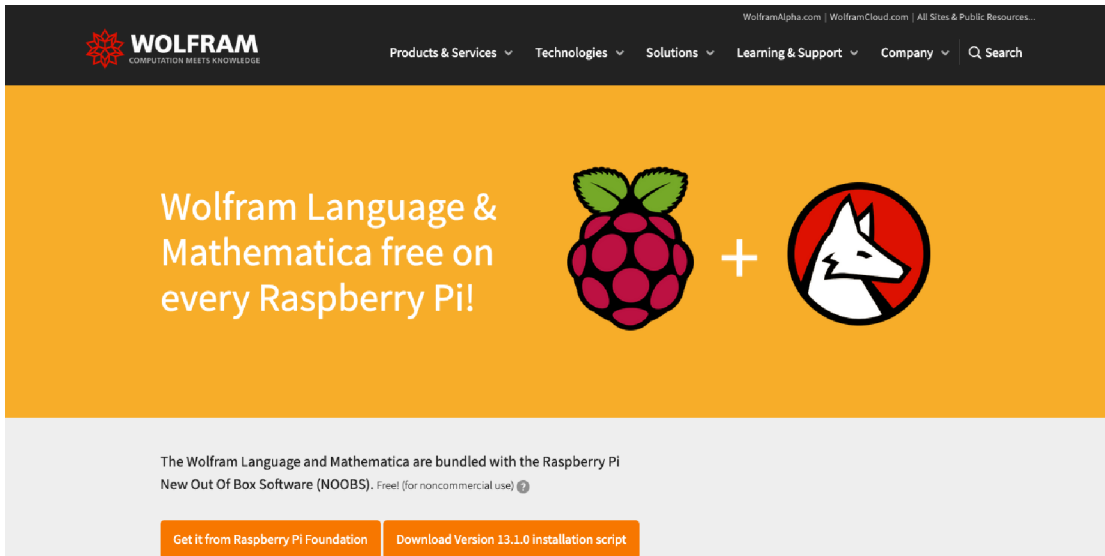 WolframAlpha.com | WolframCloud.com | All Sites & Public Resources...
WOLFRAM
COMPUTATION MEETS KNOWLEDGE
Products & Services Technologies Solutions Learning & Support Company Search
Wolfram Language &
Mathematica free on
every Raspberry Pi!
+
The Wolfram Language and Mathematica are bundled with the Raspberry Pi
New Out Of Box Software (NOOBS). Free! (for noncommercial use) ?
Get it from Raspberry Pi Foundation Download Version 13.1.0 installation script